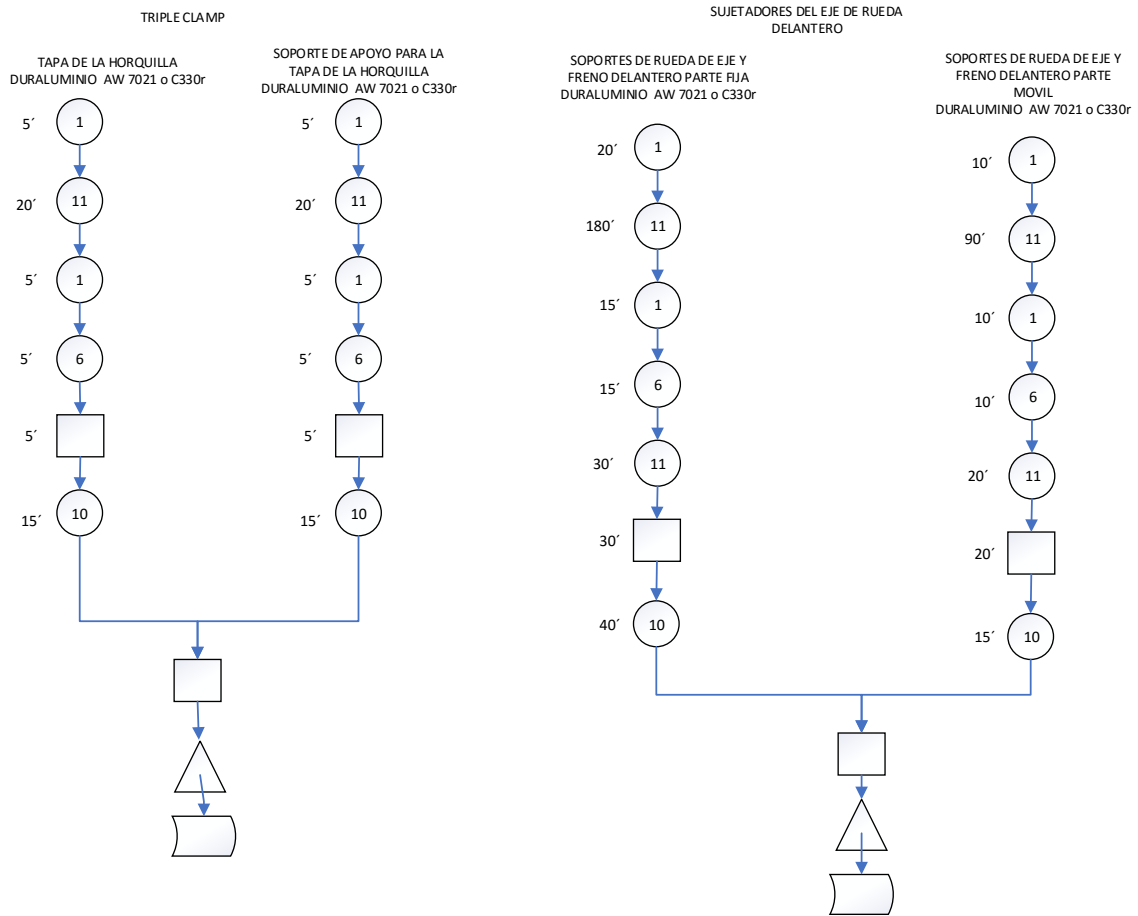 TRIPLE CLAMP
TAPA DE LA HORQUILLA
DURALUMINIO AW 7021 o C330r
5´ 1
20´ 11
5´ 1
5´ 6
5´
15´ 10
SOPORTE DE APOYO PARA LA
TAPA DE LA HORQUILLA
DURALUMINIO AW 7021 o C330r
5´ 1
20´ 11
5´ 1
5´ 6
5´
15´ 10
SUJETADORES DEL EJE DE RUEDA
DELANTERO
SOPORTES DE RUEDA DE EJE Y
FRENO DELANTERO PARTE FIJA
DURALUMINIO AW 7021 o C330r
20´ 1
180´ 11
15´ 1
15´ 6
30´ 11
30´
40´ 10
SOPORTES DE RUEDA DE EJE Y
FRENO DELANTERO PARTE
MOVIL
DURALUMINIO AW 7021 o C330r
10´ 1
90´ 11
10´ 1
10´ 6
20´ 11
20´
15´ 10